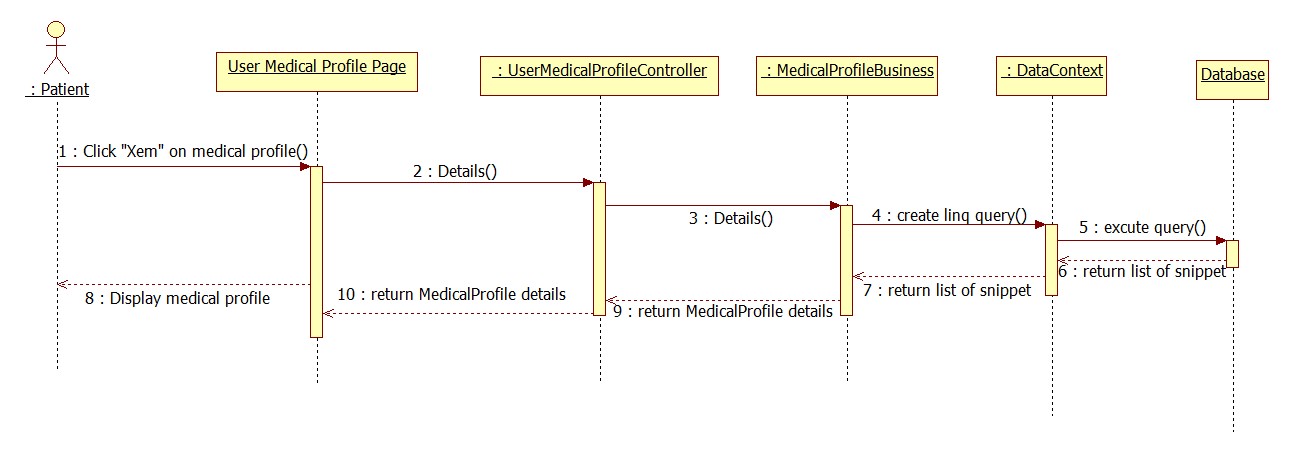 : Patient
User Medical Profile Page
: UserMedicalProfileController
: MedicalProfileBusiness
: DataContext
Database
1 : Click "Xem" on medical profile()
2 : Details()
3 : Details()
4 : create linq query()
5 : excute query()
6 : return list of snippet
7 : return list of snippet
8 : Display medical profile
10 : return MedicalProfile details
9 : return MedicalProfile details